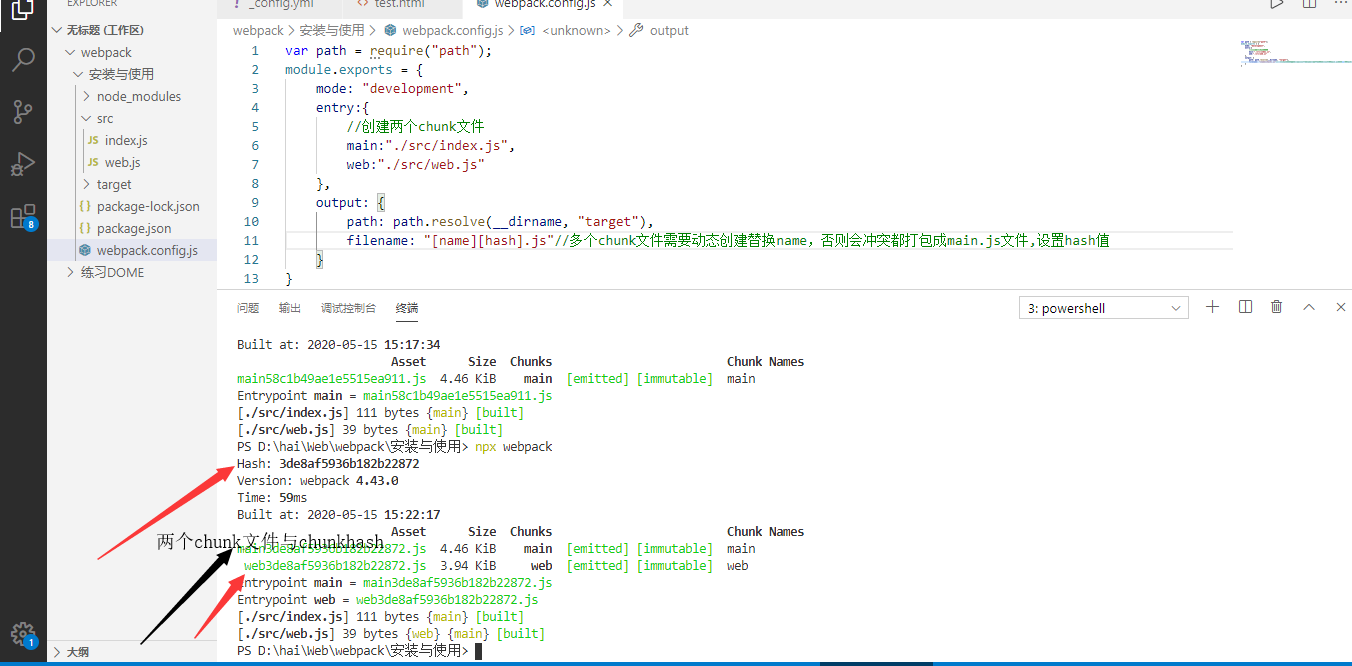 EXPLORER
无标题 (工作区)
webpack
安装与使用
node_modules
src
JS index.js
JS web.js
target
{} package-lock.json
{} package.json
webpack.config.js
练习DOME
大纲
8
1
! _config.yml
<> test.html
webpack.config.js
webpack > 安装与使用 > webpack.config.js > <unknown> > output
1 var path = require("path");
2 module.exports = {
3 mode: "development",
4 entry:{
5 //创建两个chunk文件
6 main:"./src/index.js",
7 web:"./src/web.js"
8 },
9 output: {
10 path: path.resolve(__dirname, "target"),
11 filename: "[name][hash].js"//多个chunk文件需要动态创建替换name，否则会冲突都打包成main.js文件,设置hash值
12 }
13 }
问题 输出 调试控制台 终端
3: powershell
Built at: 2020-05-15 15:17:34
Asset Size Chunks Chunk Names
main58c1b49ae1e5515ea911.js 4.46 KiB main [emitted] [immutable] main
Entrypoint main = main58c1b49ae1e5515ea911.js
[./src/index.js] 111 bytes {main} [built]
[./src/web.js] 39 bytes {main} [built]
PS D:\hai\Web\webpack\安装与使用> npx webpack
Hash: 3de8af5936b182b22872
Version: webpack 4.43.0
Time: 59ms
Built at: 2020-05-15 15:22:17
Asset Size Chunks Chunk Names
两个chunk文件与chunkhash
main3de8af5936b182b22872.js 4.46 KiB main [emitted] [immutable] main
web3de8af5936b182b22872.js 3.94 KiB web [emitted] [immutable] web
Entrypoint main = main3de8af5936b182b22872.js
Entrypoint web = web3de8af5936b182b22872.js
[./src/index.js] 111 bytes {main} [built]
[./src/web.js] 39 bytes {web} {main} [built]
PS D:\hai\Web\webpack\安装与使用>